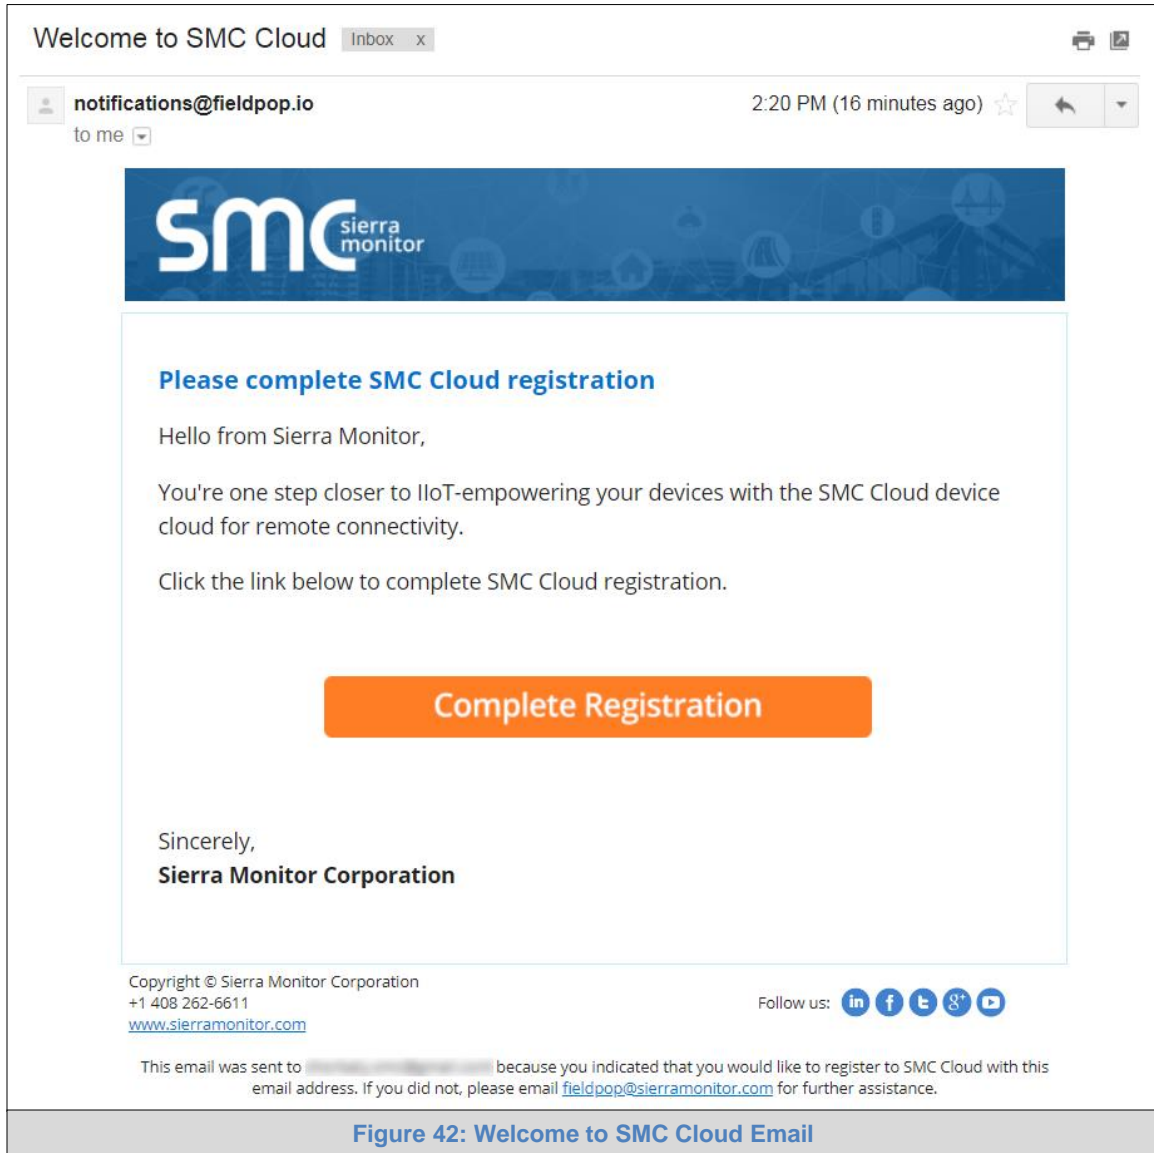 Welcome to SMC Cloud Inbox x
notifications@fieldpop.io 2:20 PM (16 minutes ago)
to me
smc sierra
monitor
Please complete SMC Cloud registration
Hello from Sierra Monitor,
You're one step closer to IIoT-empowering your devices with the SMC Cloud device
cloud for remote connectivity.
Click the link below to complete SMC Cloud registration.
Complete Registration
Sincerely,
Sierra Monitor Corporation
Copyright © Sierra Monitor Corporation
+1 408 262-6611
www.sierramonitor.com
Follow us: in f t g+
This email was sent to because you indicated that you would like to register to SMC Cloud with this
email address. If you did not, please email fieldpop@sierramonitor.com for further assistance.
Figure 42: Welcome to SMC Cloud Email